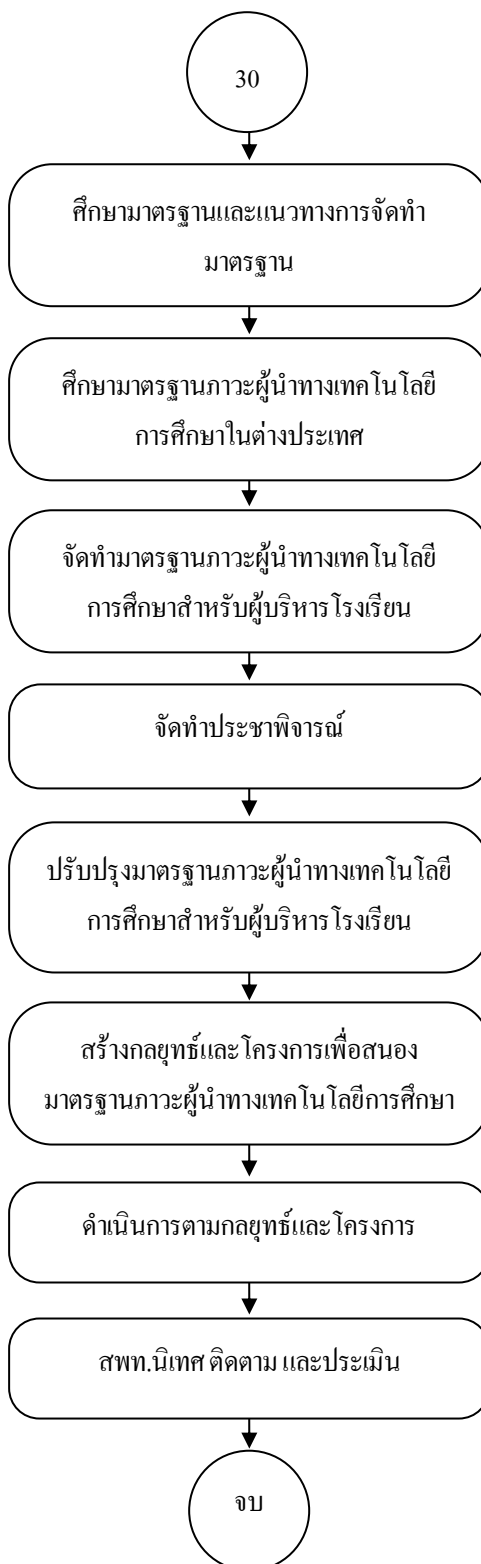 30
ศึกษามาตรฐานและแนวทางการจัดทำ
มาตรฐาน
ศึกษามาตรฐานภาวะผู้นำทางเทคโนโลยี
การศึกษาในต่างประเทศ
จัดทำมาตรฐานภาวะผู้นำทางเทคโนโลยี
การศึกษาสำหรับผู้บริหารโรงเรียน
จัดทำประชาพิจารณ์
ปรับปรุงมาตรฐานภาวะผู้นำทางเทคโนโลยี
การศึกษาสำหรับผู้บริหารโรงเรียน
สร้างกลยุทธ์และโครงการเพื่อสนอง
มาตรฐานภาวะผู้นำทางเทคโนโลยีการศึกษา
ดำเนินการตามกลยุทธ์และโครงการ
สพท.นิเทศ ติดตาม และประเมิน
จบ